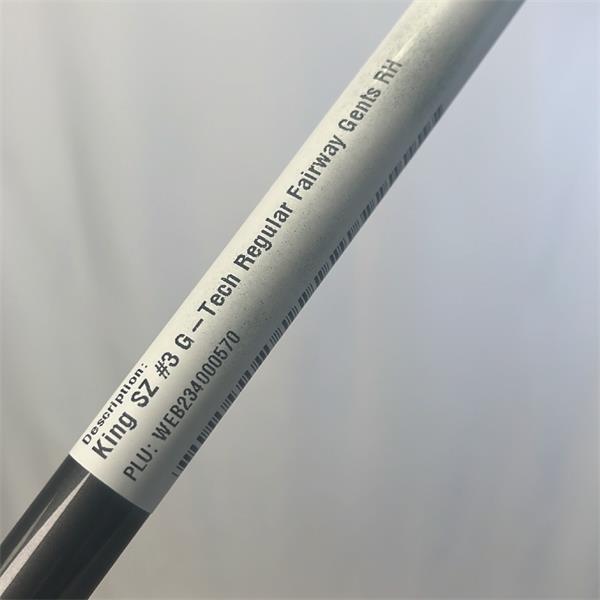 Description:
King SZ #3 G-Tech Regular Fairway Gents RH
PLU: WEB234000570